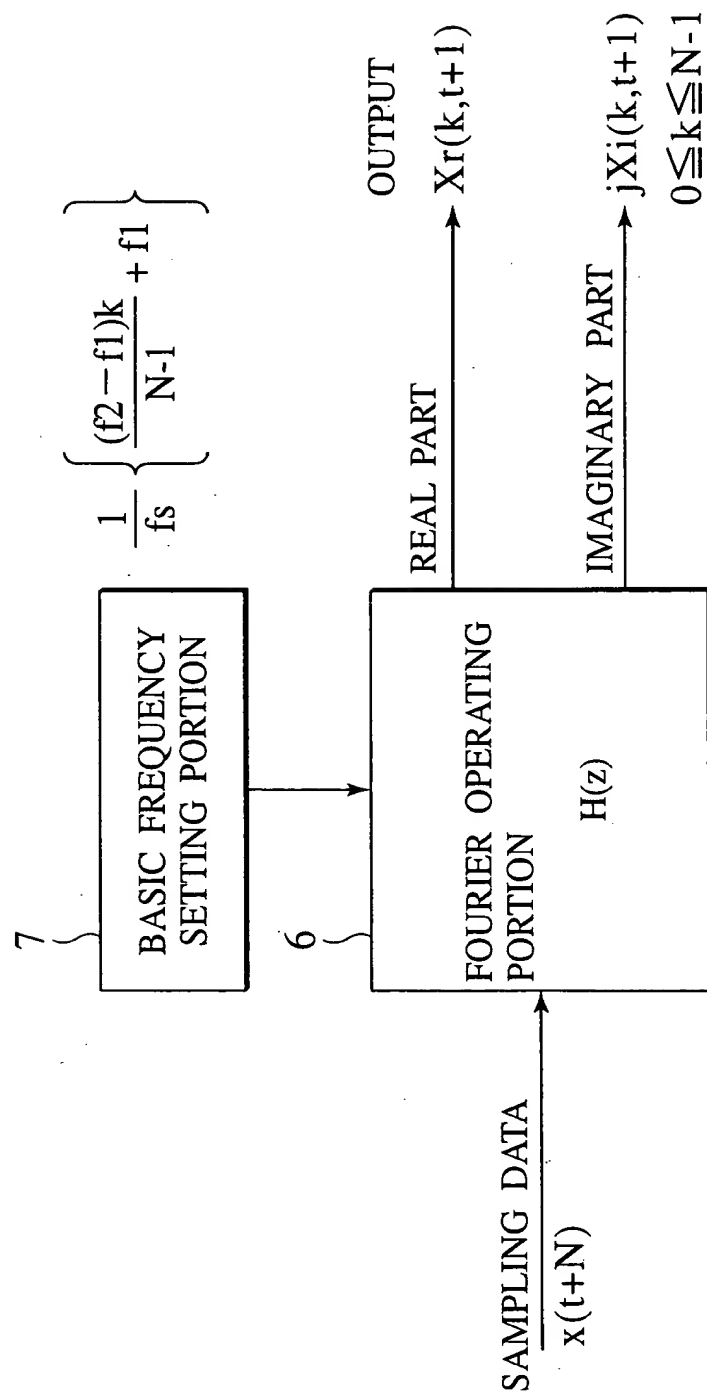 7
BASIC FREQUENCY
SETTING PORTION
1/fs { (f2−f1)k/N-1 + f1 }
6
FOURIER OPERATING
PORTION
H(z)
SAMPLING DATA
x(t+N)
REAL PART
OUTPUT
Xr(k,t+1)
IMAGINARY PART
jXi(k,t+1)
0≦k≦N-1